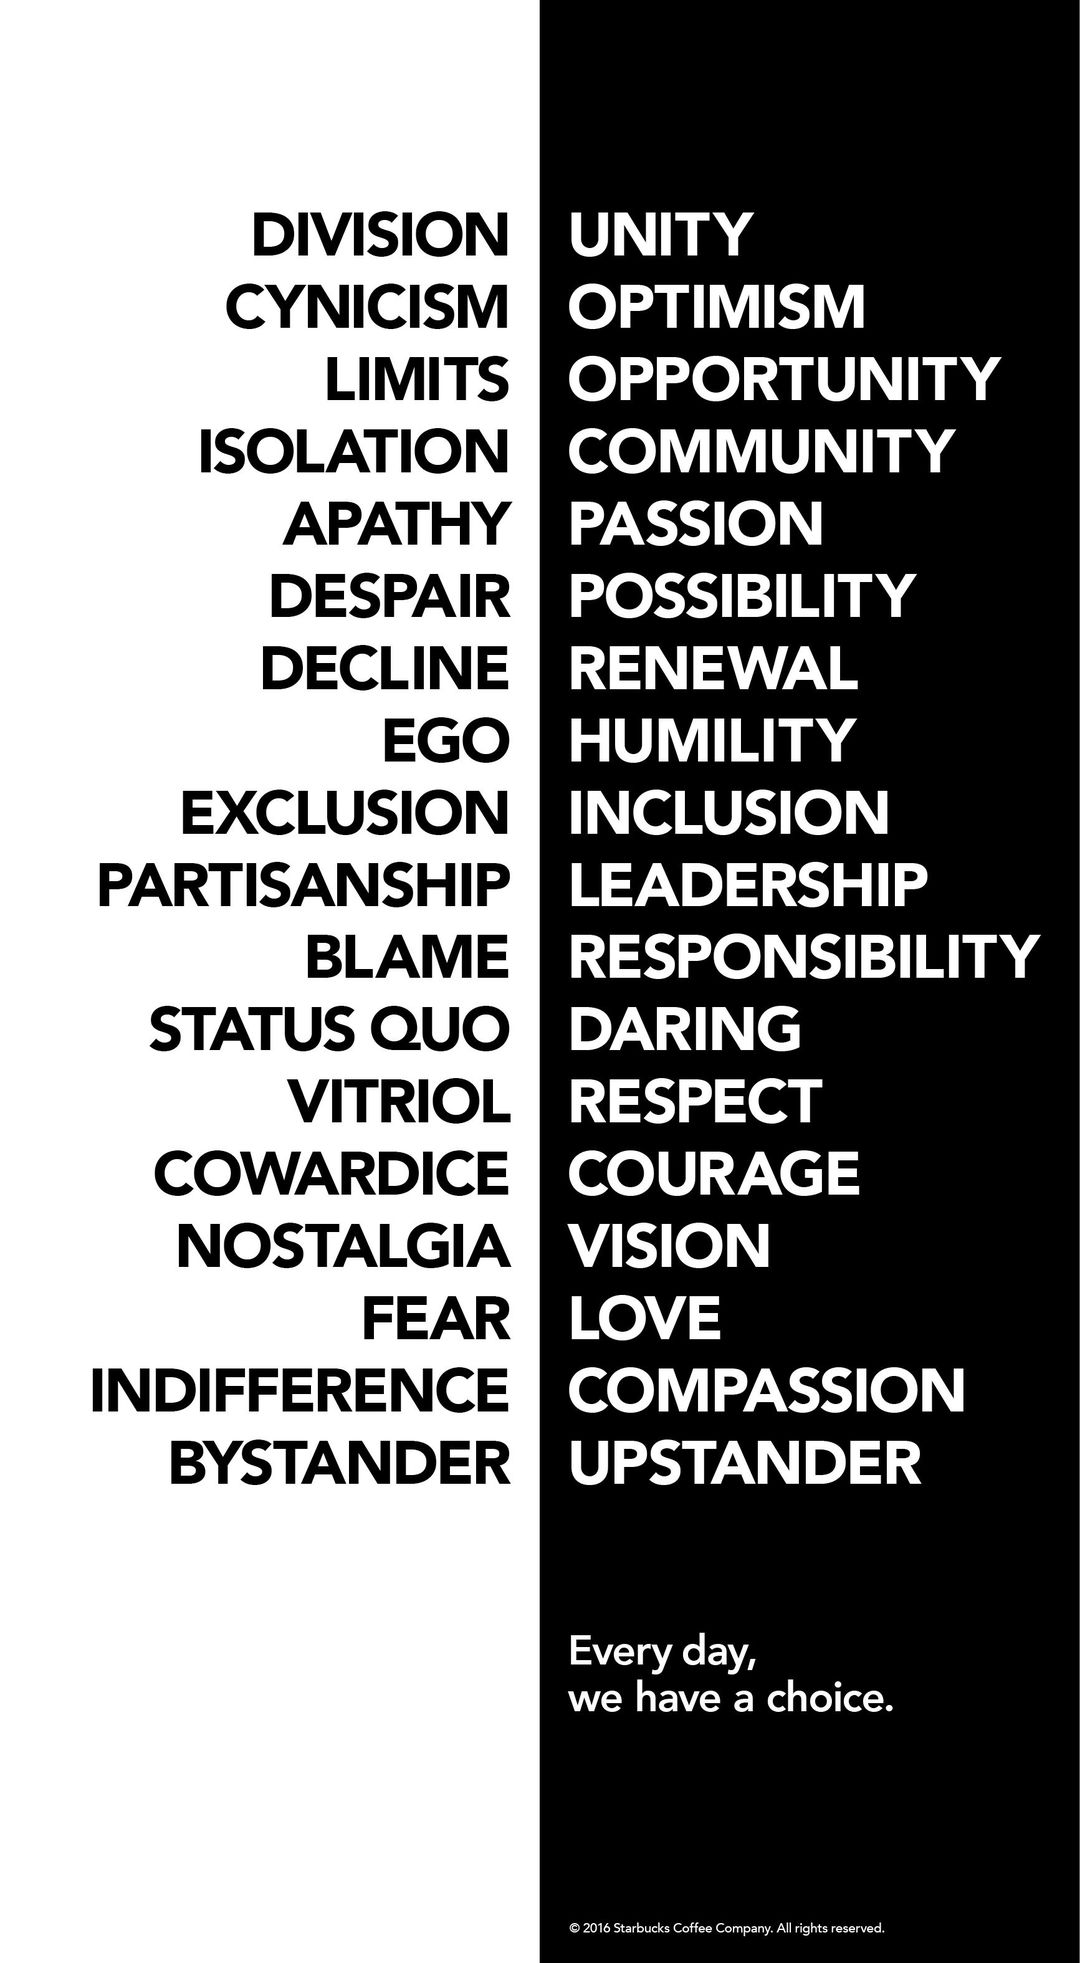 DIVISION UNITY
CYNICISM OPTIMISM
LIMITS OPPORTUNITY
ISOLATION COMMUNITY
APATHY PASSION
DESPAIR POSSIBILITY
DECLINE RENEWAL
EGO HUMILITY
EXCLUSION INCLUSION
PARTISANSHIP LEADERSHIP
BLAME RESPONSIBILITY
STATUS QUO DARING
VITRIOL RESPECT
COWARDICE COURAGE
NOSTALGIA VISION
FEAR LOVE
INDIFFERENCE COMPASSION
BYSTANDER UPSTANDER
Every day,
we have a choice.
© 2016 Starbucks Coffee Company. All rights reserved.